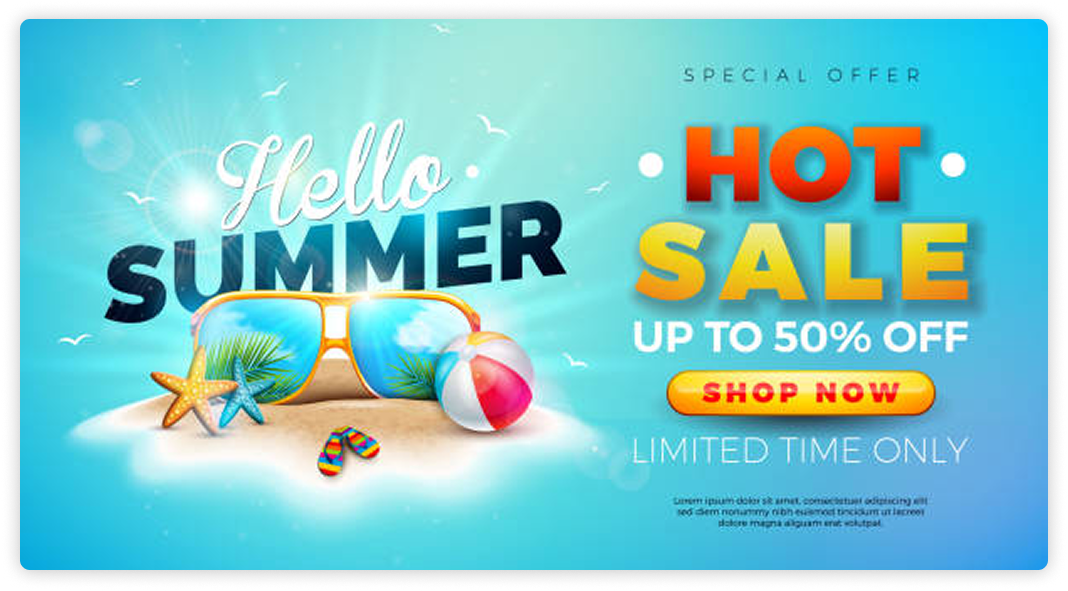 Hello
SUMMER
SPECIAL OFFER
HOT
SALE
UP TO 50% OFF
SHOP NOW
LIMITED TIME ONLY
Lorem ipsum dolor sit amet, consectetuer adipiscing elit
sed diem nonummy nibh euismod tincidunt ut lacreet
dolore magna aliguam erat volutpat.